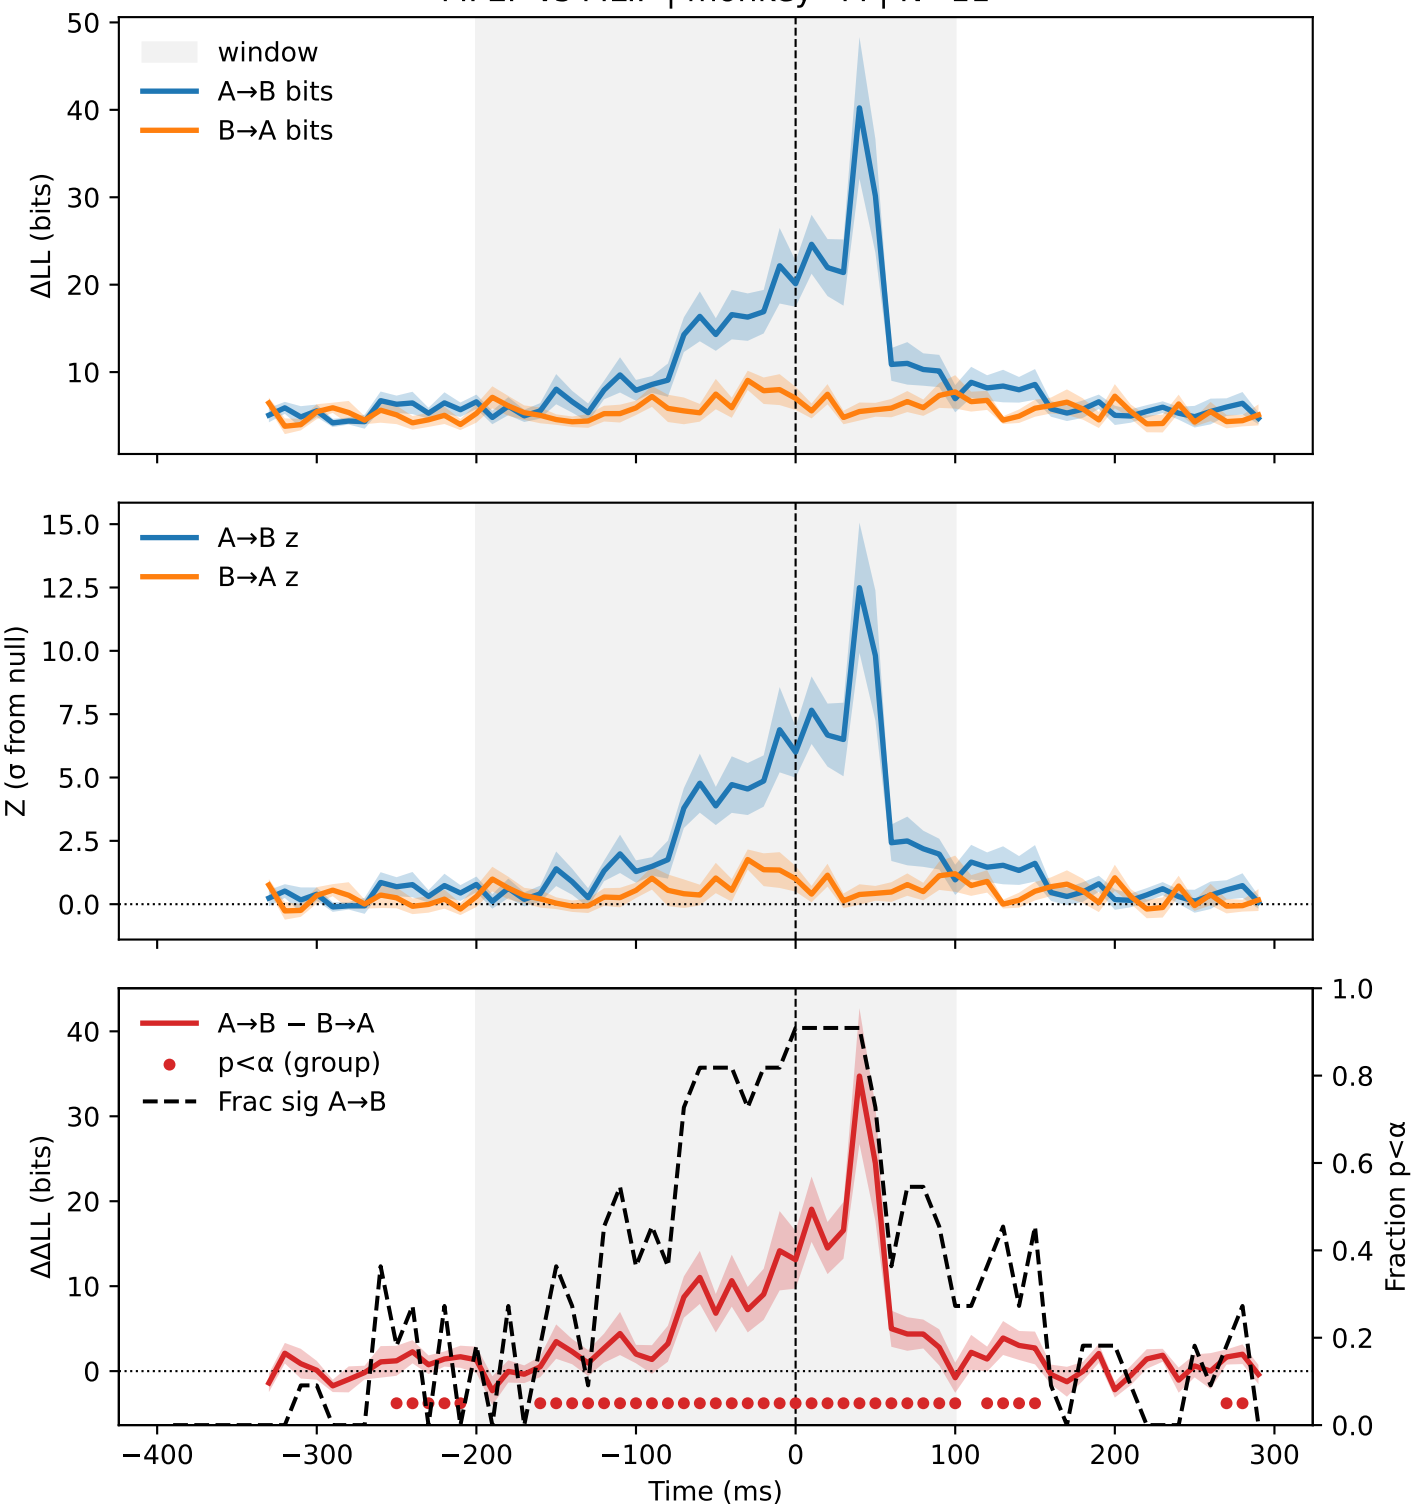 50
40
30
20
10
ΔLL (bits)
window
A→B bits
B→A bits
15.0
12.5
10.0
7.5
5.0
2.5
0.0
Z (σ from null)
A→B z
B→A z
40
30
20
10
0
ΔΔLL (bits)
A→B − B→A
p<α (group)
Frac sig A→B
1.0
0.8
0.6
0.4
0.2
0.0
Fraction p<α
−400 −300 −200 −100 0 100 200 300
Time (ms)